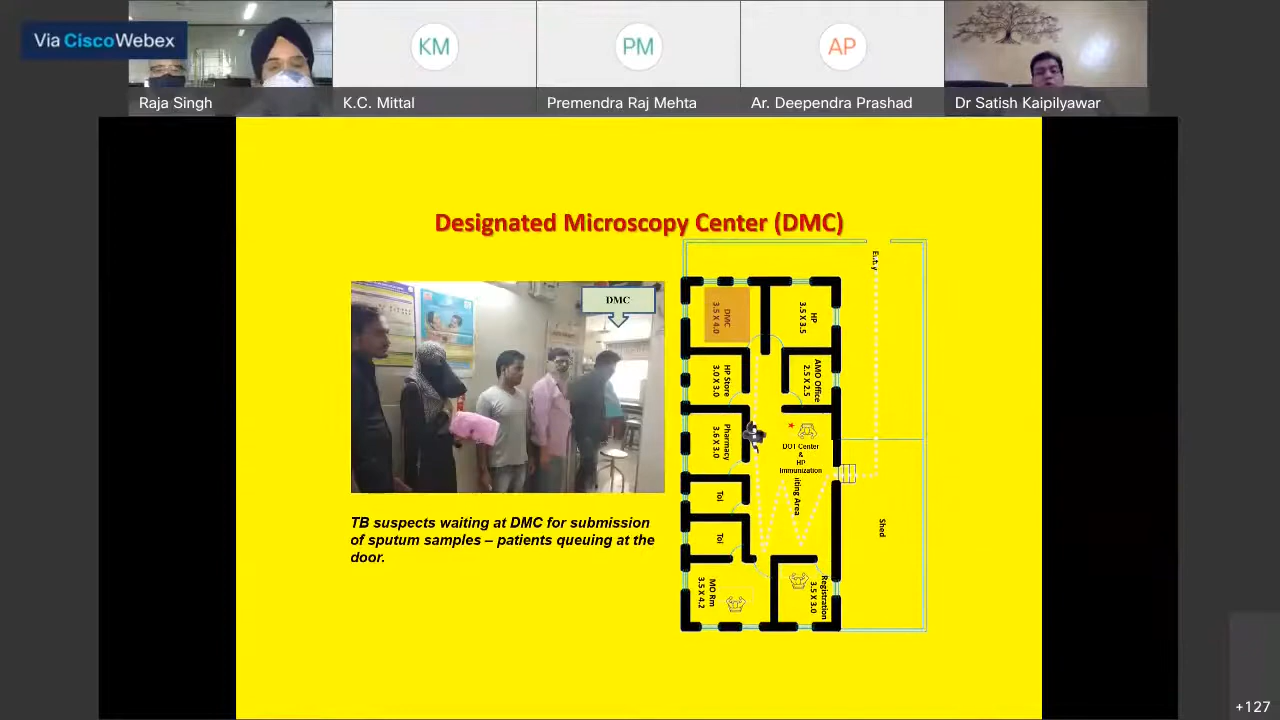 Via CiscoWebex
KM
PM
AP
Raja Singh
K.C. Mittal
Premendra Raj Mehta
Ar. Deependra Prashad
Dr Satish Kaipilyawar
Designated Microscopy Center (DMC)
DMC
TB suspects waiting at DMC for submission
of sputum samples – patients queuing at the
door.
Entry
DMC
3.5 X 4.0
HP
3.5 X 3.5
HP Store
3.0 X 3.0
AMO Office
2.5 X 2.5
Pharmacy
3.6 X 3.0
DOT Center
&
HP
Immunization
iting Area
Toi
Toi
Shed
MO Rm
3.5 X 4.2
Registration
3.5 X 3.0
+127